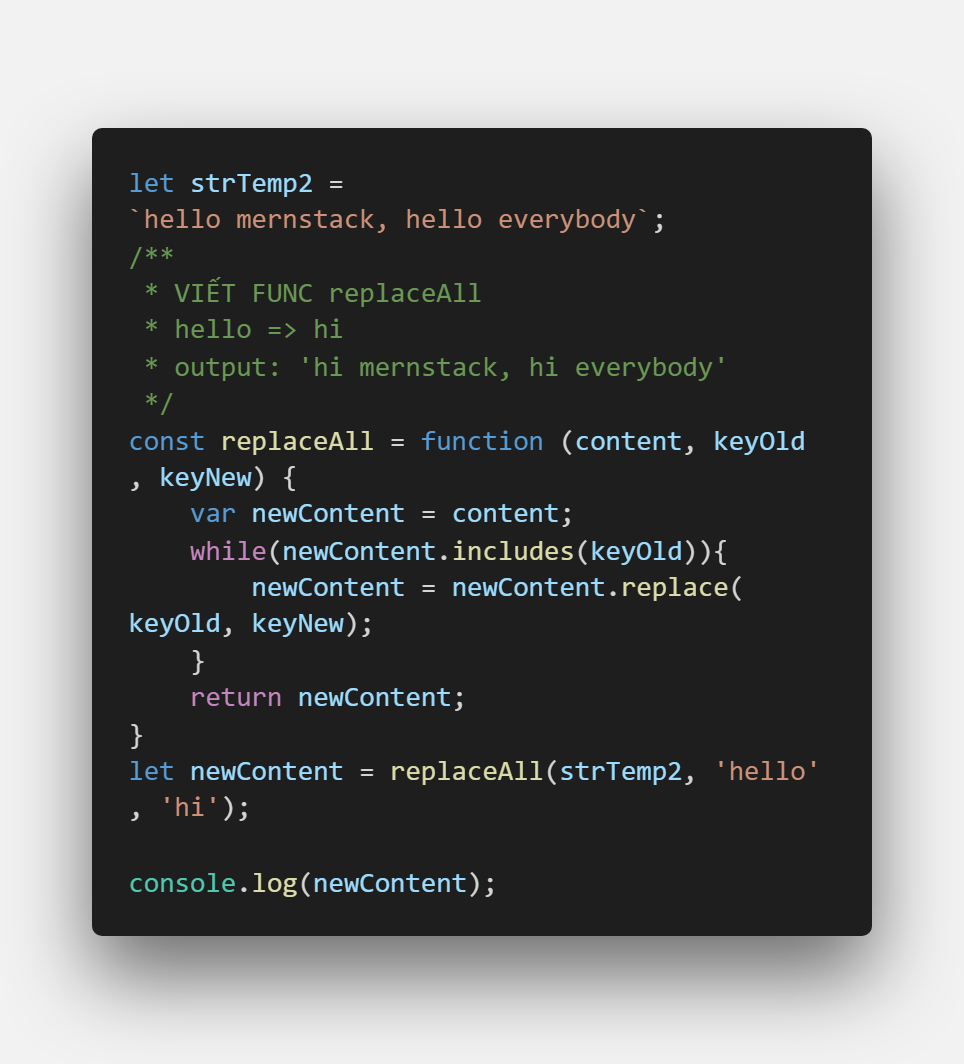 let strTemp2 =
`hello mernstack, hello everybody`;
/**
 * VIẾT FUNC replaceAll
 * hello => hi
 * output: 'hi mernstack, hi everybody'
 */
const replaceAll = function (content, keyOld
, keyNew) {
    var newContent = content;
    while(newContent.includes(keyOld)){
        newContent = newContent.replace(
keyOld, keyNew);
    }
    return newContent;
}
let newContent = replaceAll(strTemp2, 'hello'
, 'hi');

console.log(newContent);